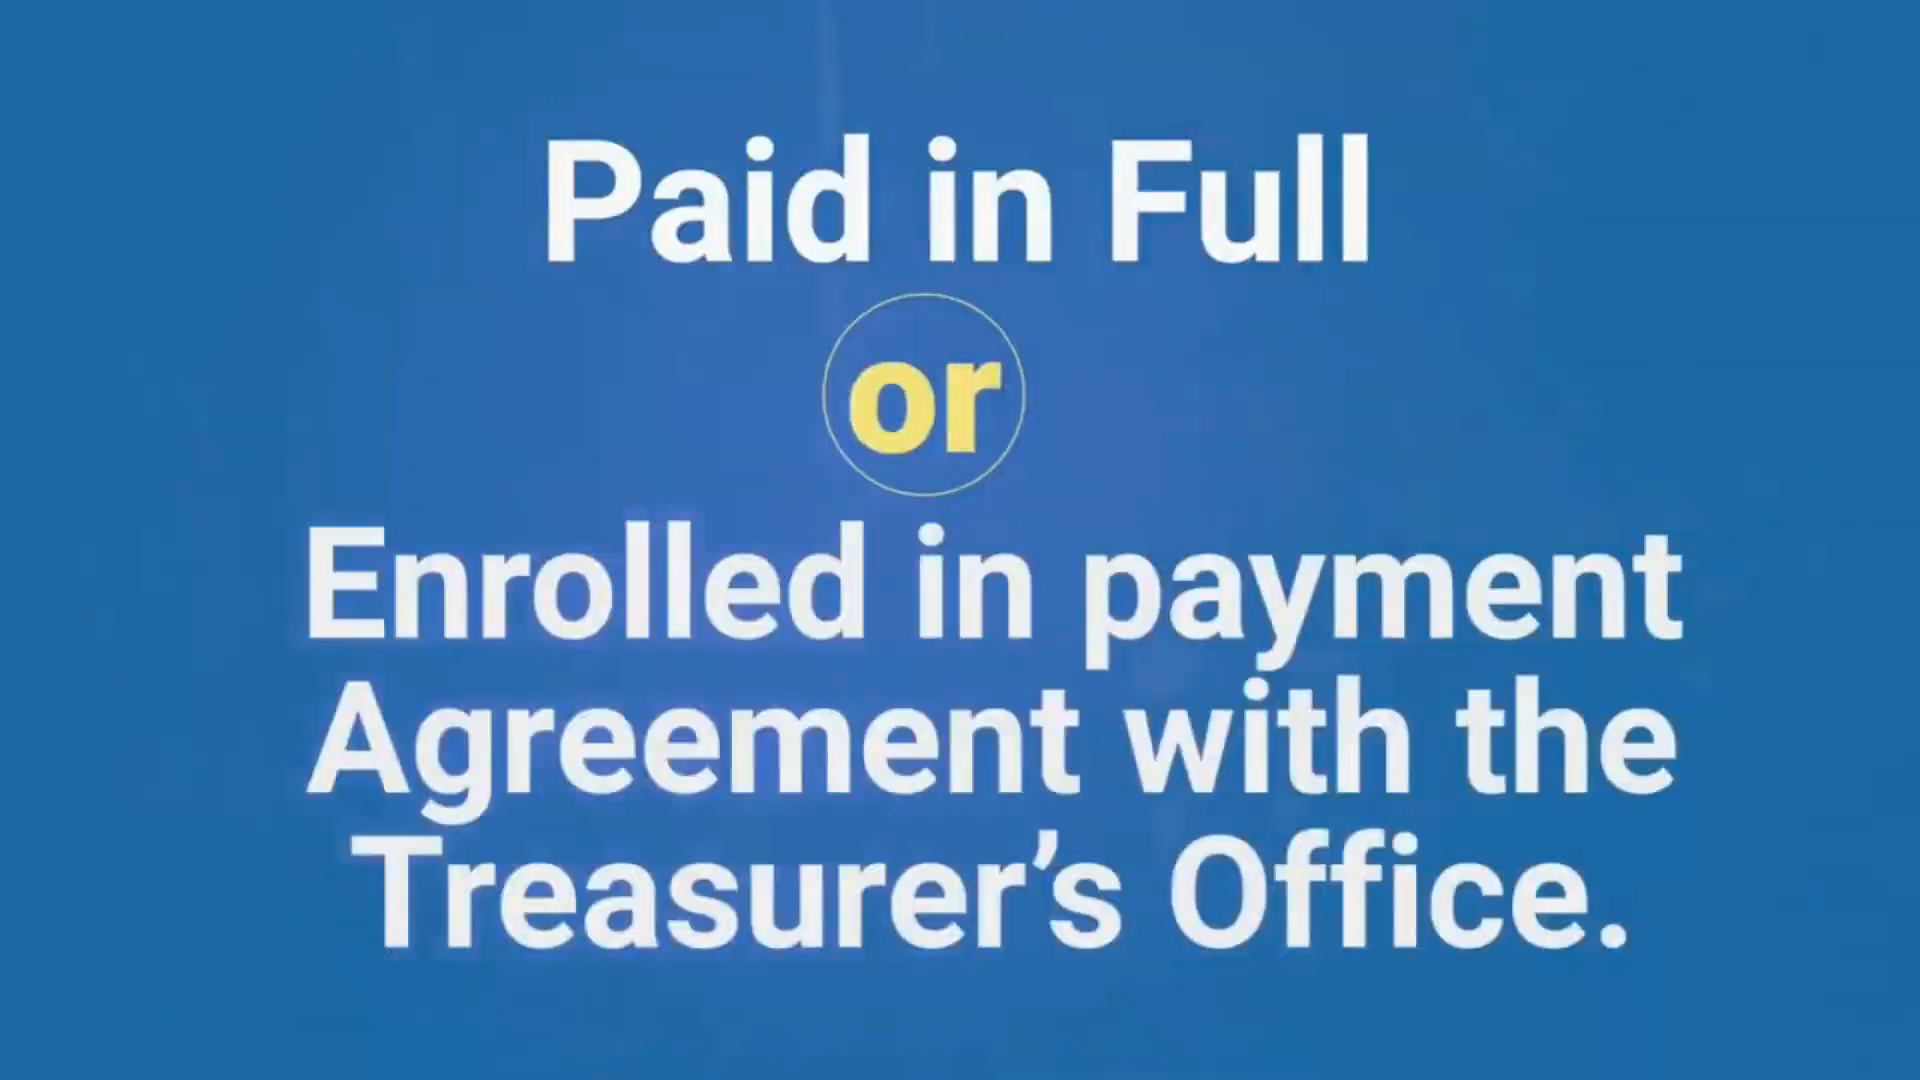 Paid in Full
or
Enrolled in payment
Agreement with the
Treasurer’s Office.